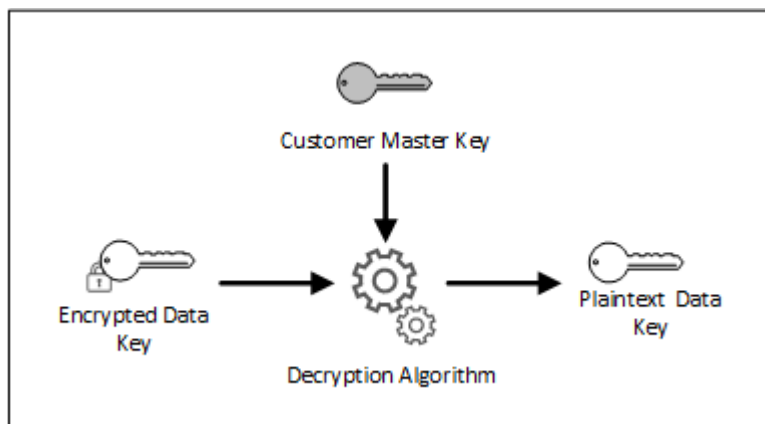 Customer Master Key
Encrypted Data
Key
Plaintext Data
Key
Decryption Algorithm